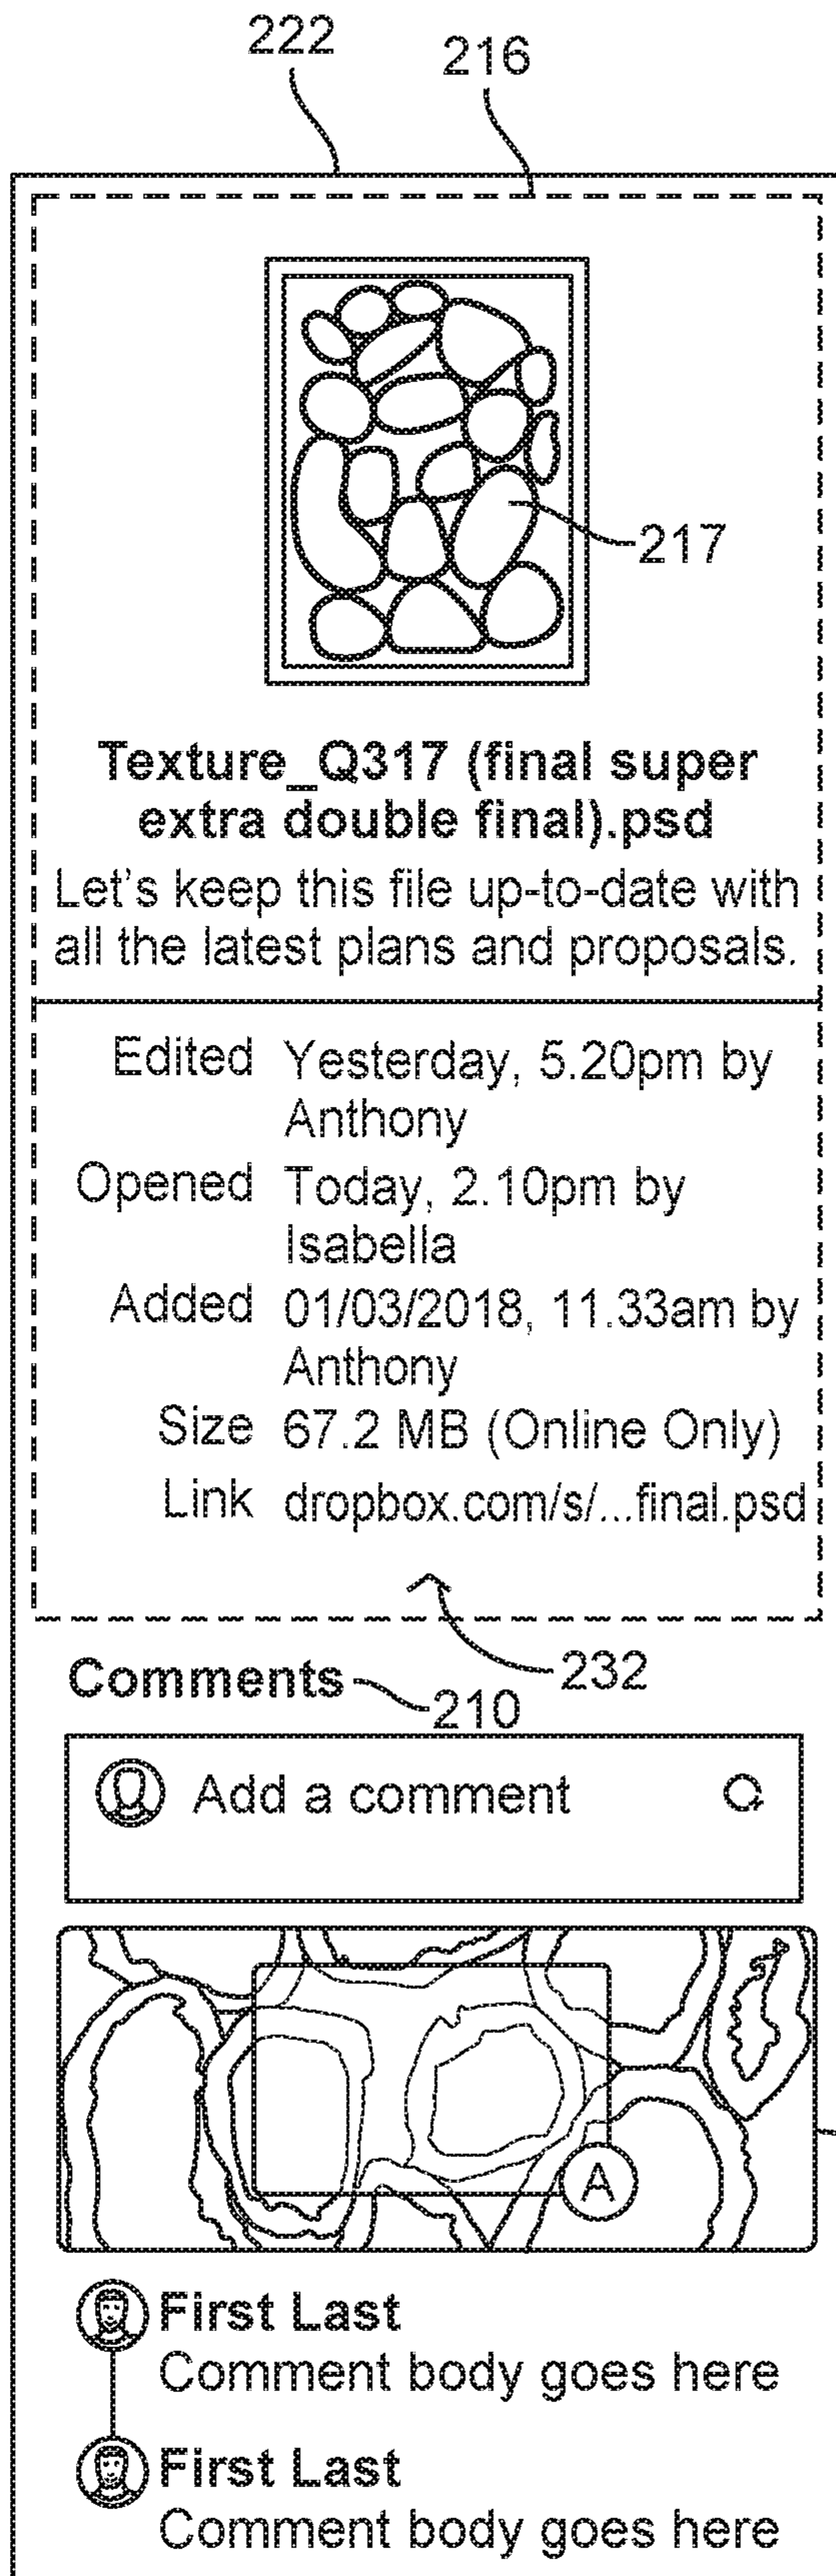 222
216
217
Texture_Q317 (final super
extra double final).psd
Let's keep this file up-to-date with
all the latest plans and proposals.
Edited Yesterday, 5.20pm by
Anthony
Opened Today, 2.10pm by
Isabella
Added 01/03/2018, 11.33am by
Anthony
Size 67.2 MB (Online Only)
Link dropbox.com/s/...final.psd
232
Comments
210
Add a comment
A
First Last
Comment body goes here
First Last
Comment body goes here